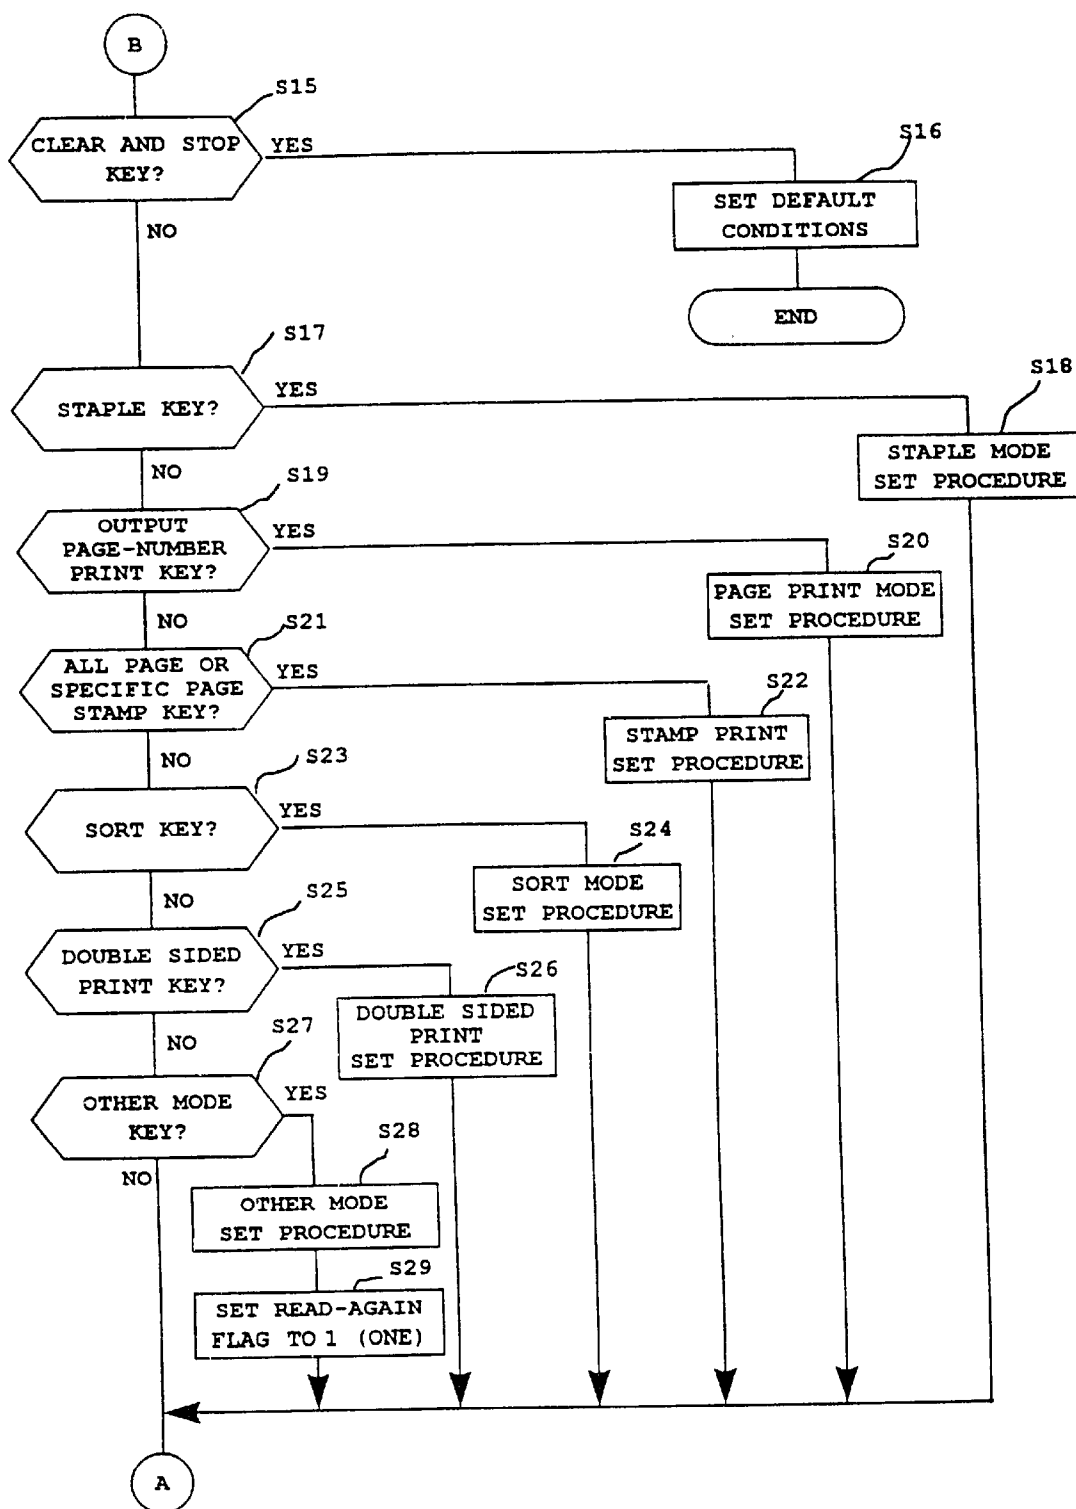 B
S15
CLEAR AND STOP
KEY?
YES
NO
S16
SET DEFAULT
CONDITIONS
END
S17
STAPLE KEY?
YES
NO
S18
STAPLE MODE
SET PROCEDURE
S19
OUTPUT
PAGE-NUMBER
PRINT KEY?
YES
NO
S20
PAGE PRINT MODE
SET PROCEDURE
S21
ALL PAGE OR
SPECIFIC PAGE
STAMP KEY?
YES
NO
S22
STAMP PRINT
SET PROCEDURE
S23
SORT KEY?
YES
NO
S24
SORT MODE
SET PROCEDURE
S25
DOUBLE SIDED
PRINT KEY?
YES
NO
S26
DOUBLE SIDED
PRINT
SET PROCEDURE
S27
OTHER MODE
KEY?
YES
NO
S28
OTHER MODE
SET PROCEDURE
S29
SET READ-AGAIN
FLAG TO 1 (ONE)
A